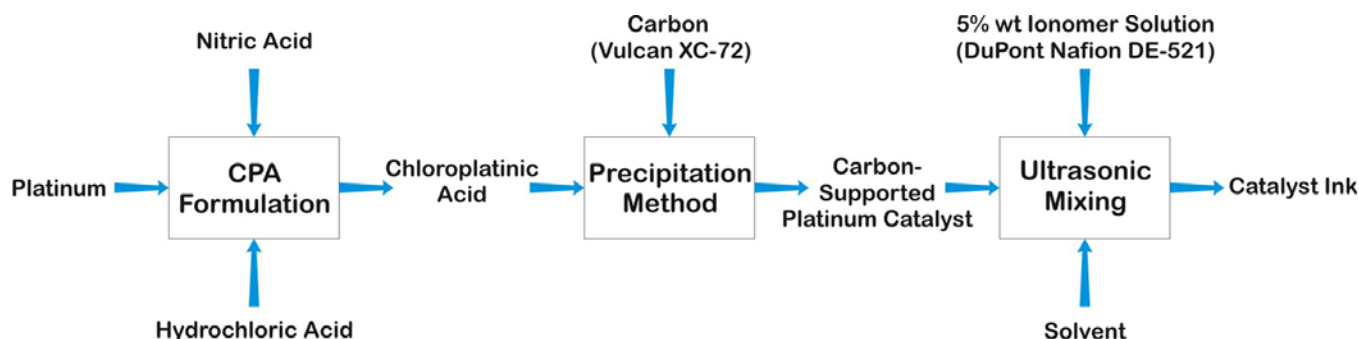 Nitric Acid
Carbon
(Vulcan XC-72)
5% wt Ionomer Solution
(DuPont Nafion DE-521)
Platinum
CPA
Formulation
Chloroplatinic
Acid
Precipitation
Method
Carbon-
Supported
Platinum Catalyst
Ultrasonic
Mixing
Catalyst Ink
Hydrochloric Acid
Solvent